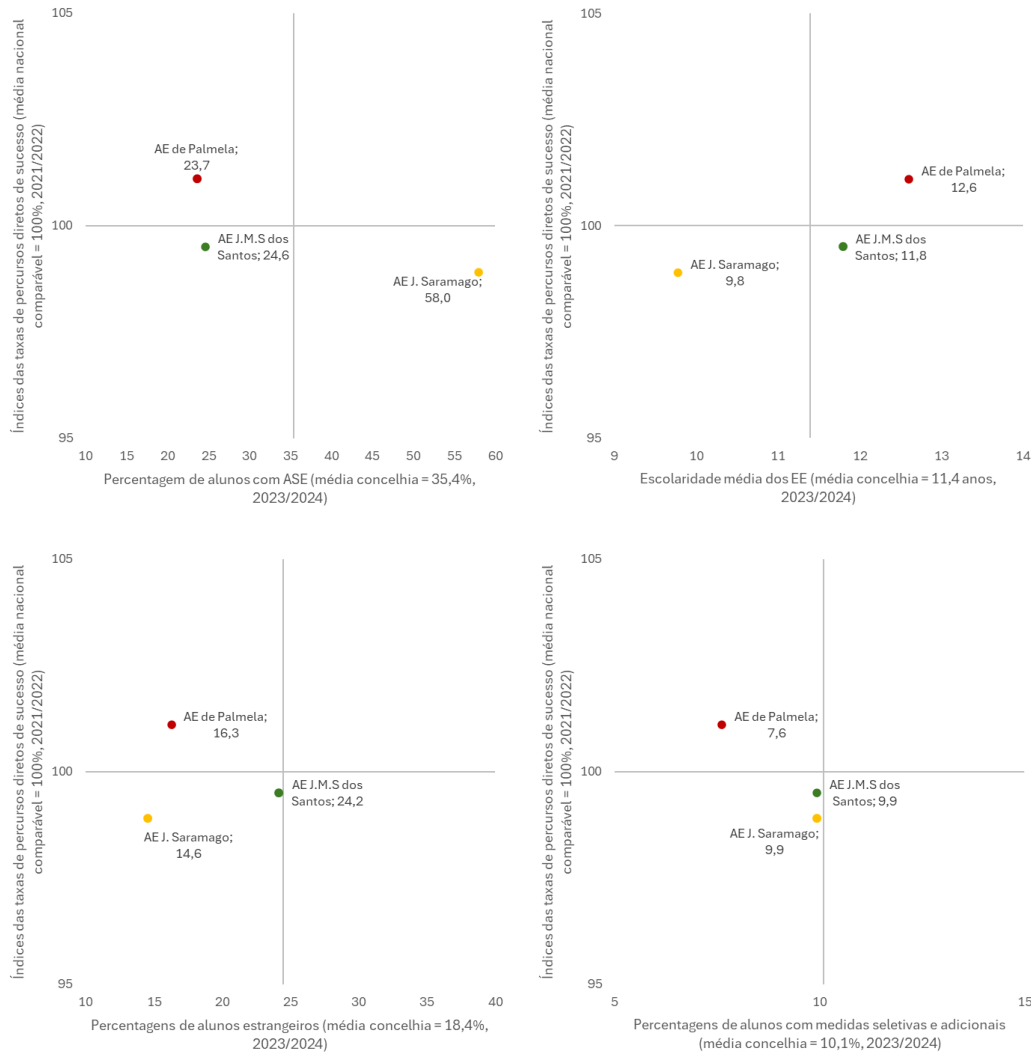 Índices das taxas de percursos diretos de sucesso (média nacional
comparável = 100%, 2021/2022)
105
100
95
AE de Palmela;
23,7
AE J.M.S dos
Santos; 24,6
AE J. Saramago;
58,0
10 15 20 25 30 35 40 45 50 55 60
Percentagem de alunos com ASE (média concelhia = 35,4%,
2023/2024)
Índices das taxas de percursos diretos de sucesso (média nacional
comparável = 100%, 2021/2022)
105
100
95
AE de Palmela;
12,6
AE J.M.S dos
Santos; 11,8
AE J. Saramago;
9,8
9 10 11 12 13 14
Escolaridade média dos EE (média concelhia = 11,4 anos,
2023/2024)
Índices das taxas de percursos diretos de sucesso (média nacional
comparável = 100%, 2021/2022)
105
100
95
AE de Palmela;
16,3
AE J.M.S dos
Santos; 24,2
AE J. Saramago;
14,6
10 15 20 25 30 35 40
Percentagens de alunos estrangeiros (média concelhia = 18,4%,
2023/2024)
Índices das taxas de percursos diretos de sucesso (média nacional
comparável = 100%, 2021/2022)
105
100
95
AE de Palmela;
7,6
AE J.M.S dos
Santos; 9,9
AE J. Saramago;
9,9
5 10 15
Percentagens de alunos com medidas seletivas e adicionais
(média concelhia = 10,1%, 2023/2024)